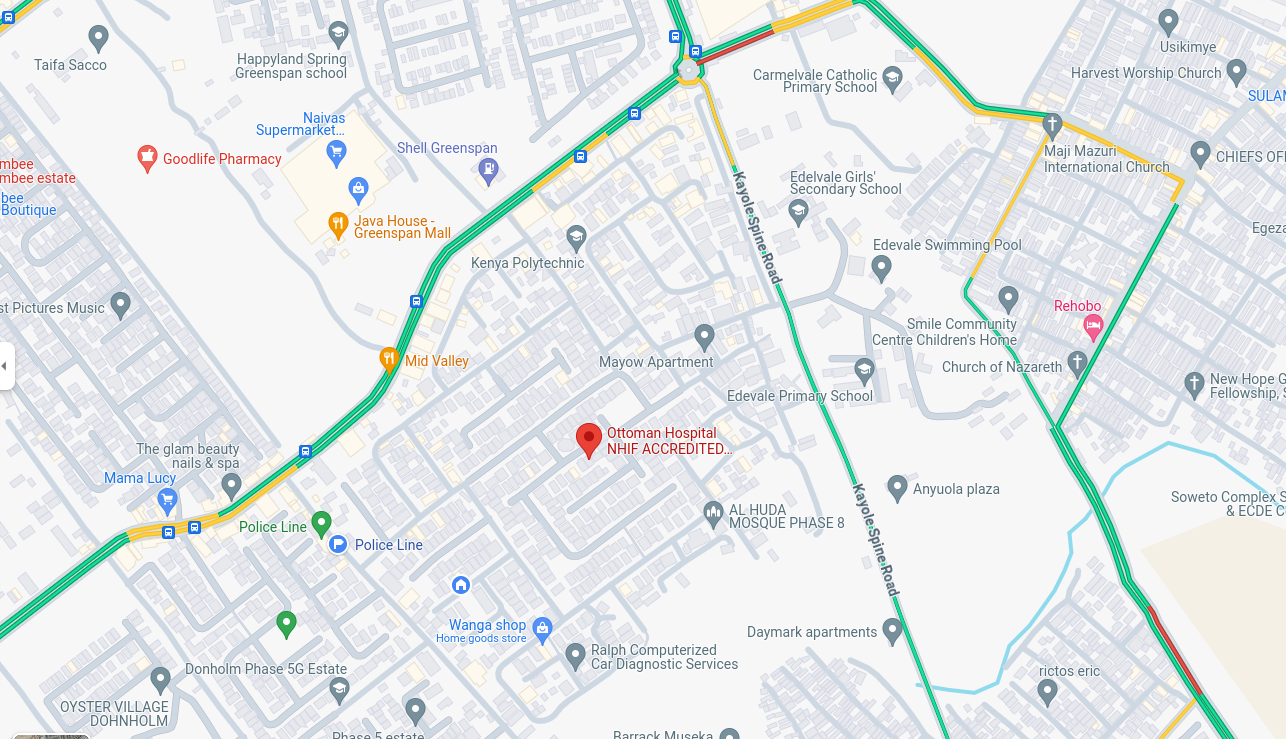 Usikimye
Taifa Sacco
Happyland Spring
Greenspan school
Harvest Worship Church
Carmelvale Catholic
Primary School
SULAM
Naivas
Supermarket...
Shell Greenspan
Goodlife Pharmacy
Maji Mazuri
International Church
CHIEFS OFF
mbee
mbee estate
bee
Boutique
Edelvale Girls'
Secondary School
Kayole Spine Road
Java House -
Greenspan Mall
Egeza
Kenya Polytechnic
Edevale Swimming Pool
st Pictures Music
Rehobo
Smile Community
Centre Children's Home
Mid Valley
Mayow Apartment
Church of Nazareth
New Hope G
Fellowship, S
Edevale Primary School
Ottoman Hospital
NHIF ACCREDITED...
The glam beauty
nails & spa
Mama Lucy
Anyuola plaza
Soweto Complex S
& ECDE C
AL HUDA
MOSQUE PHASE 8
Police Line
Police Line
Kayole Spine Road
Wanga shop
Home goods store
Daymark apartments
Ralph Computerized
Car Diagnostic Services
Donholm Phase 5G Estate
rictos eric
OYSTER VILLAGE
DOHNHOLM
Phase 5 estate
Barrack Museka